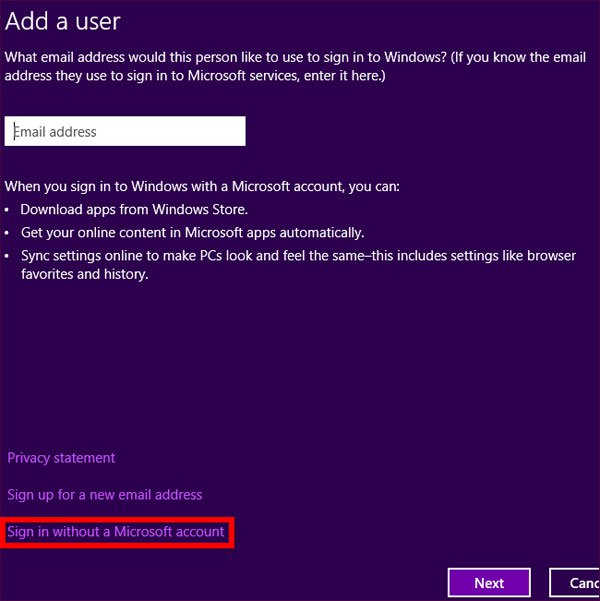 Add a user
What email address would this person like to use to sign in to Windows? (If you know the email
address they use to sign in to Microsoft services, enter it here.)
Email address
When you sign in to Windows with a Microsoft account, you can:
• Download apps from Windows Store.
• Get your online content in Microsoft apps automatically.
• Sync settings online to make PCs look and feel the same–this includes settings like browser
favorites and history.
Privacy statement
Sign up for a new email address
Sign in without a Microsoft account
Next
Canc